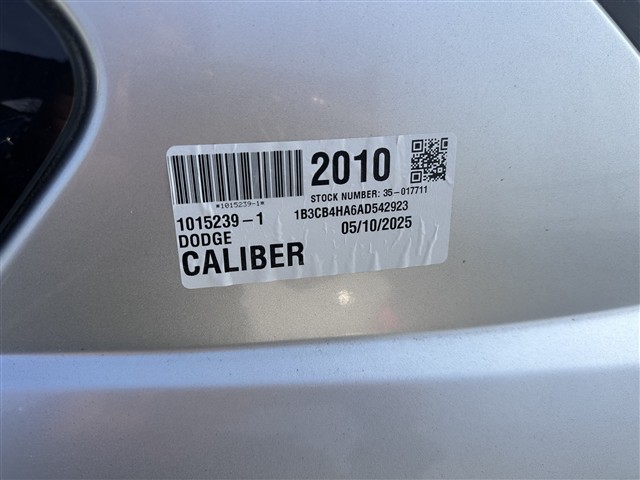 2010
*1015239-1*
STOCK NUMBER: 35-017711
1015239-1
1B3CB4HA6AD542923
DODGE
05/10/2025
CALIBER